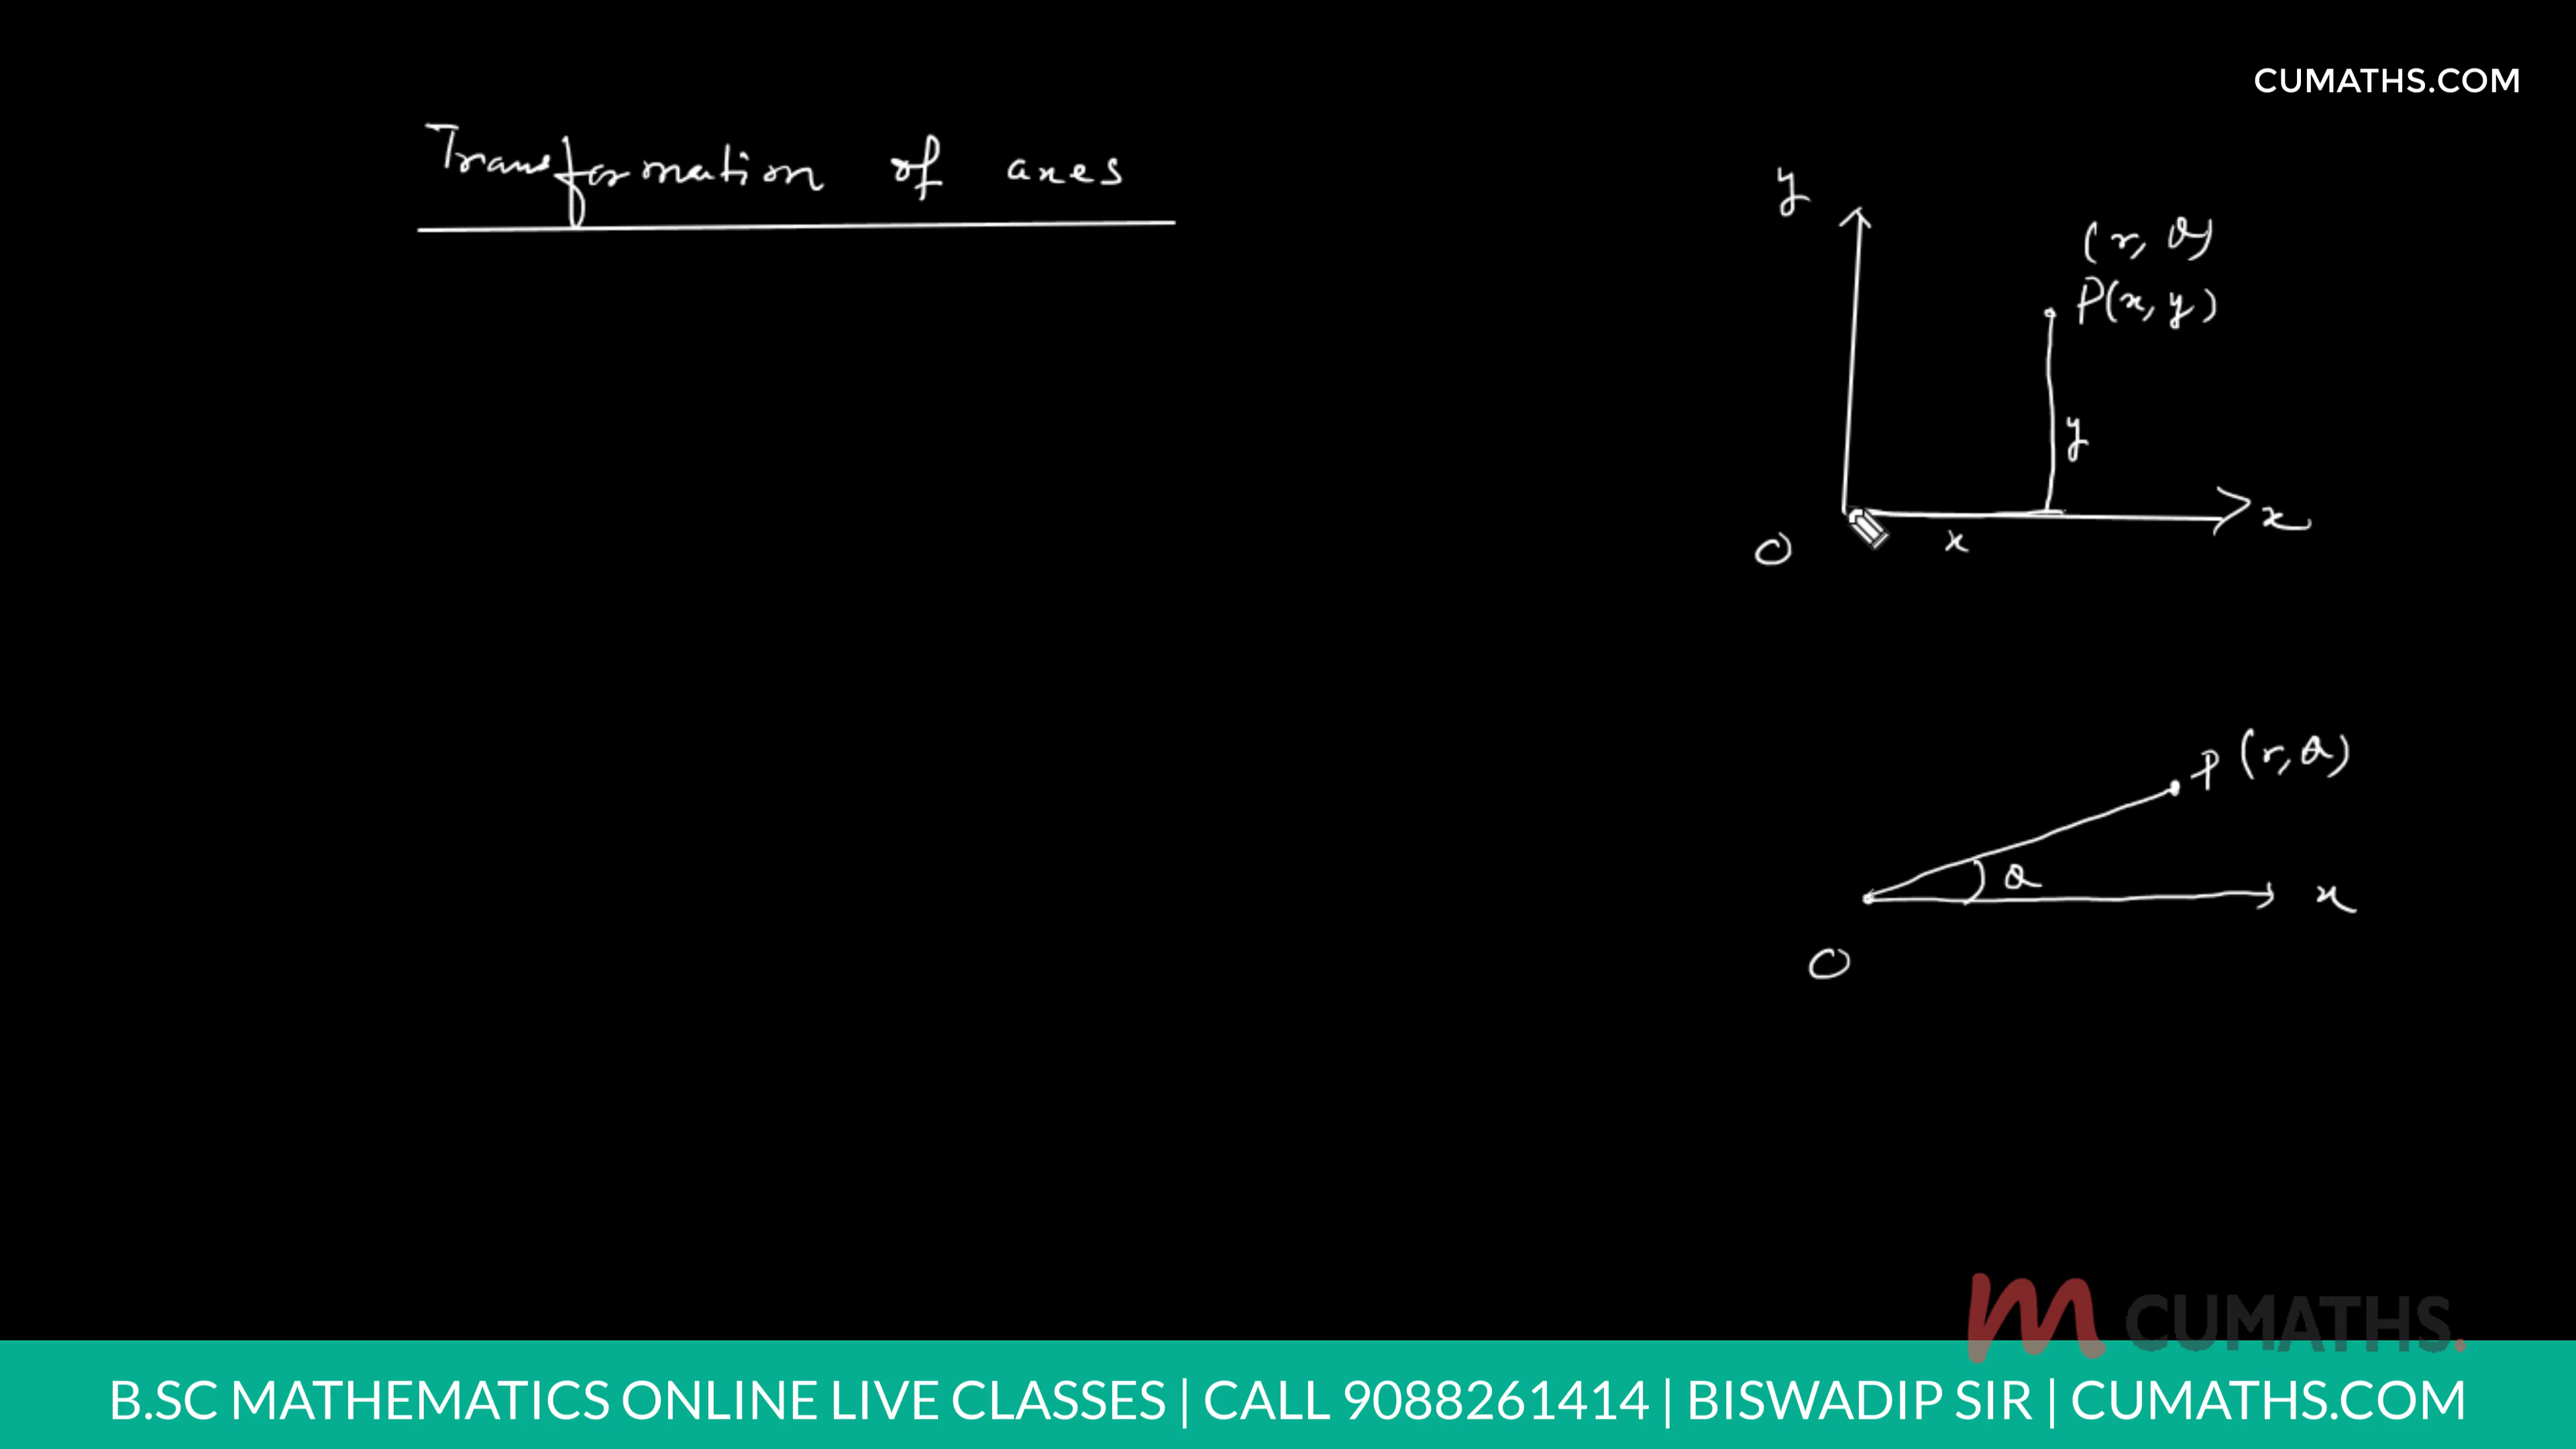 CUMATHS.COM
Transformation of axes
y
(r, θ)
P(x, y)
y
x
x
O
P (r, θ)
θ
x
O
CUMATHS.
B.SC MATHEMATICS ONLINE LIVE CLASSES | CALL 9088261414 | BISWADIP SIR | CUMATHS.COM